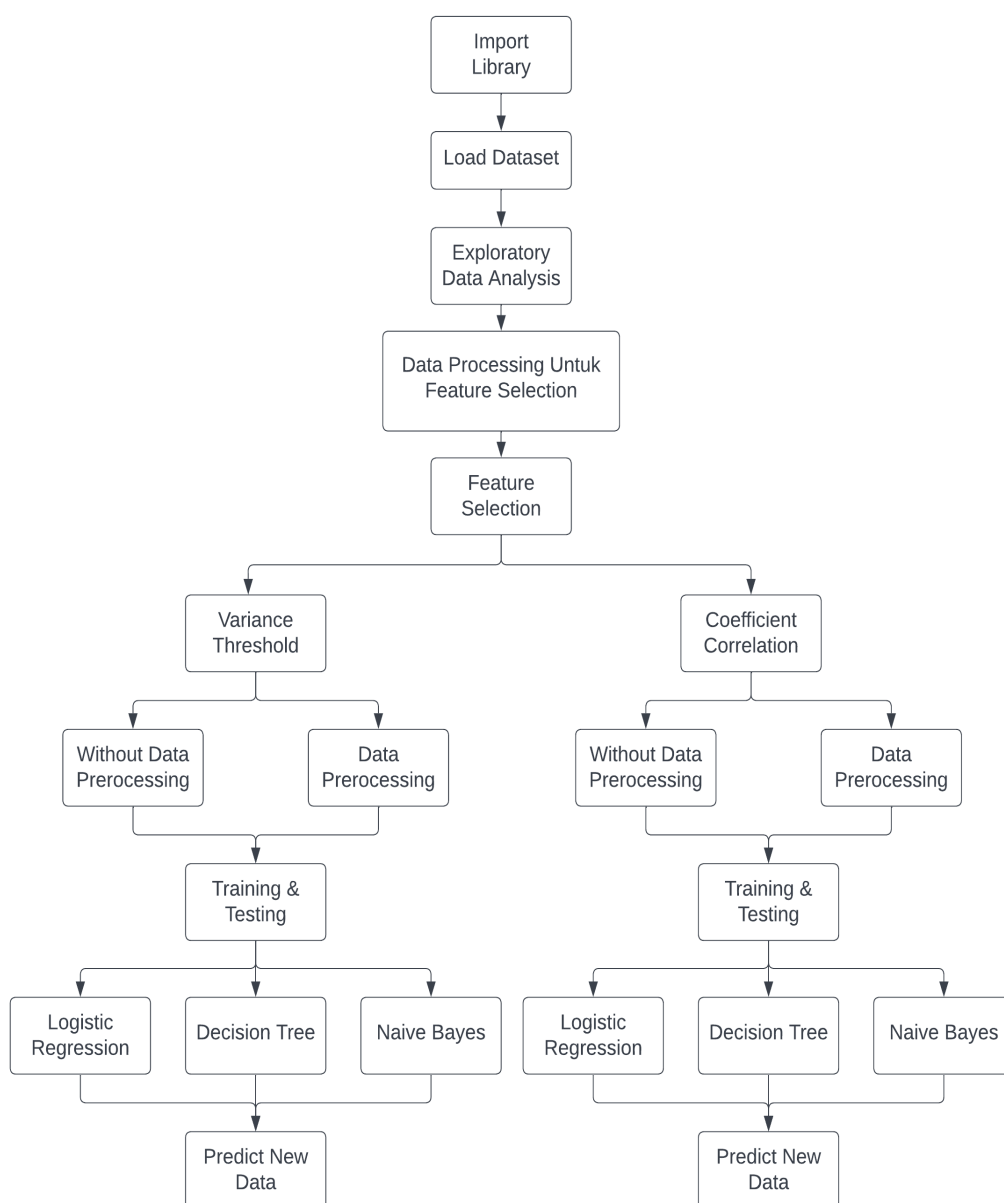 Import
Library
Load Dataset
Exploratory
Data Analysis
Data Processing Untuk
Feature Selection
Feature
Selection
Variance
Threshold
Coefficient
Correlation
Without Data
Prerocessing
Data
Prerocessing
Without Data
Prerocessing
Data
Prerocessing
Training &
Testing
Training &
Testing
Logistic
Regression
Decision Tree
Naive Bayes
Logistic
Regression
Decision Tree
Naive Bayes
Predict New
Data
Predict New
Data